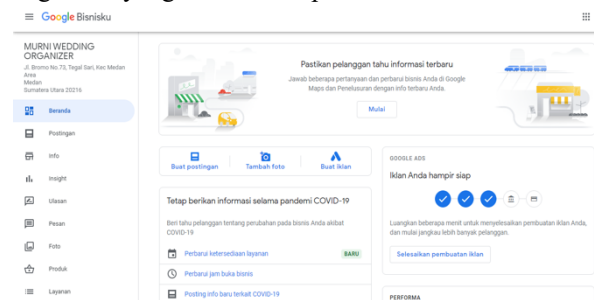 Google Bisnisku
MURNI WEDDING
ORGANIZER
Jl. Bromo No.73, Tegal Sari, Kec Medan
Area
Medan
Sumatera Utara 20216
Beranda
Postingan
Info
Insight
Ulasan
Pesan
Foto
Produk
Layanan
Pastikan pelanggan tahu informasi terbaru
Jawab beberapa pertanyaan dan perbarui bisnis Anda di Google
Maps dan Penelusuran dengan info terbaru Anda.
Mulai
Buat postingan
Tambah foto
Buat iklan
Tetap berikan informasi selama pandemi COVID-19
Beri tahu pelanggan tentang perubahan pada bisnis Anda akibat
COVID-19
Perbarui ketersediaan layanan
BARU
Perbarui jam buka bisnis
Posting info baru terkait COVID-19
GOOGLE ADS
Iklan Anda hampir siap
Luangkan beberapa menit untuk menyelesaikan pembuatan iklan Anda,
dan mulai jangkau lebih banyak pelanggan.
Selesaikan pembuatan iklan
PERFORMA